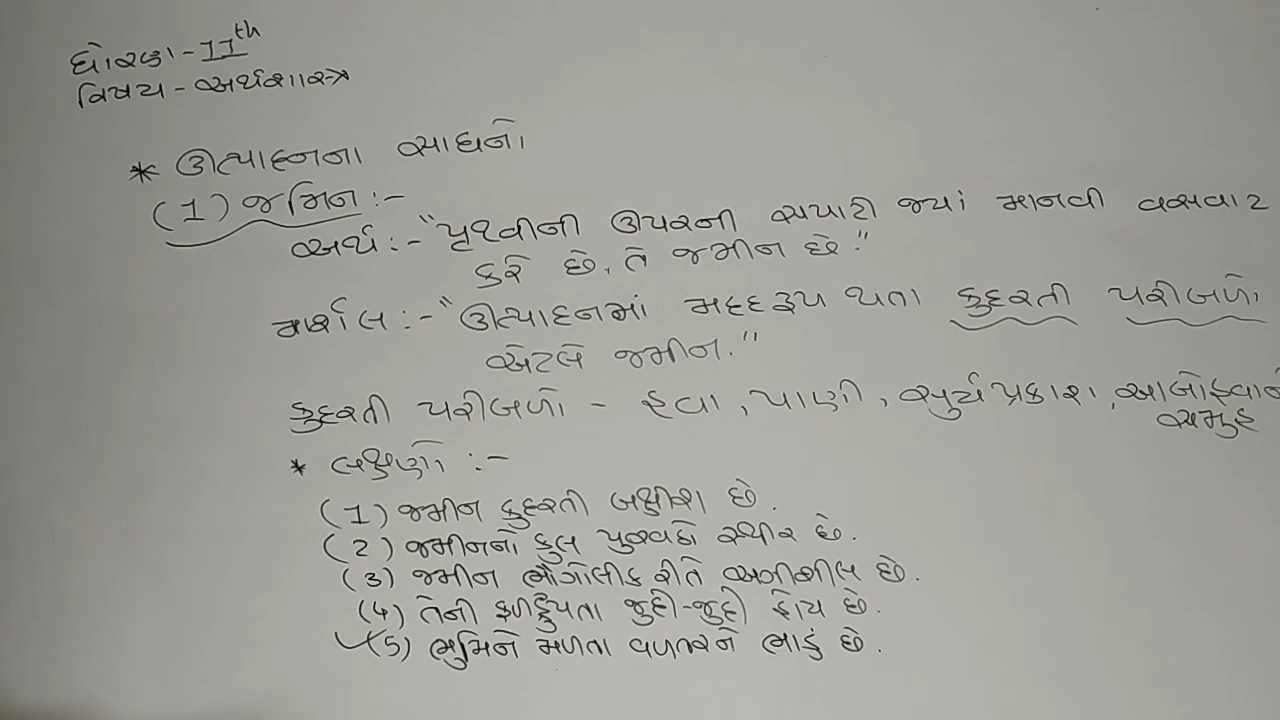 ધોરણ - 11th
વિષય - અર્થશાસ્ત્ર
* ઉત્પાદનના સાધનો
(1) જમિન :-
અર્થ :- "પૃથ્વીની ઉપરની સપાટી જ્યાં માનવી વસવાટ
કરે છે, તે જમીન છે."
માર્શલ :- "ઉત્પાદનમાં મદદરૂપ થતા કુદરતી પરીબળો
એટલે જમીન."
કુદરતી પરીબળો - હવા, પાણી, સુર્યપ્રકાશ, આબોહવાનો
સમુહ
* લક્ષણો :-
(1) જમીન કુદરતી બક્ષીશ છે.
(2) જમીનનો કુલ પુરવઠો સ્થીર છે.
(3) જમીન ભૌગોલીક રીતે અગીશીલ છે.
(4) તેની ફળદ્રુપતા જુદી-જુદી હોય છે.
(5) ભુમિને મળતા વળતરને ભાડું છે.